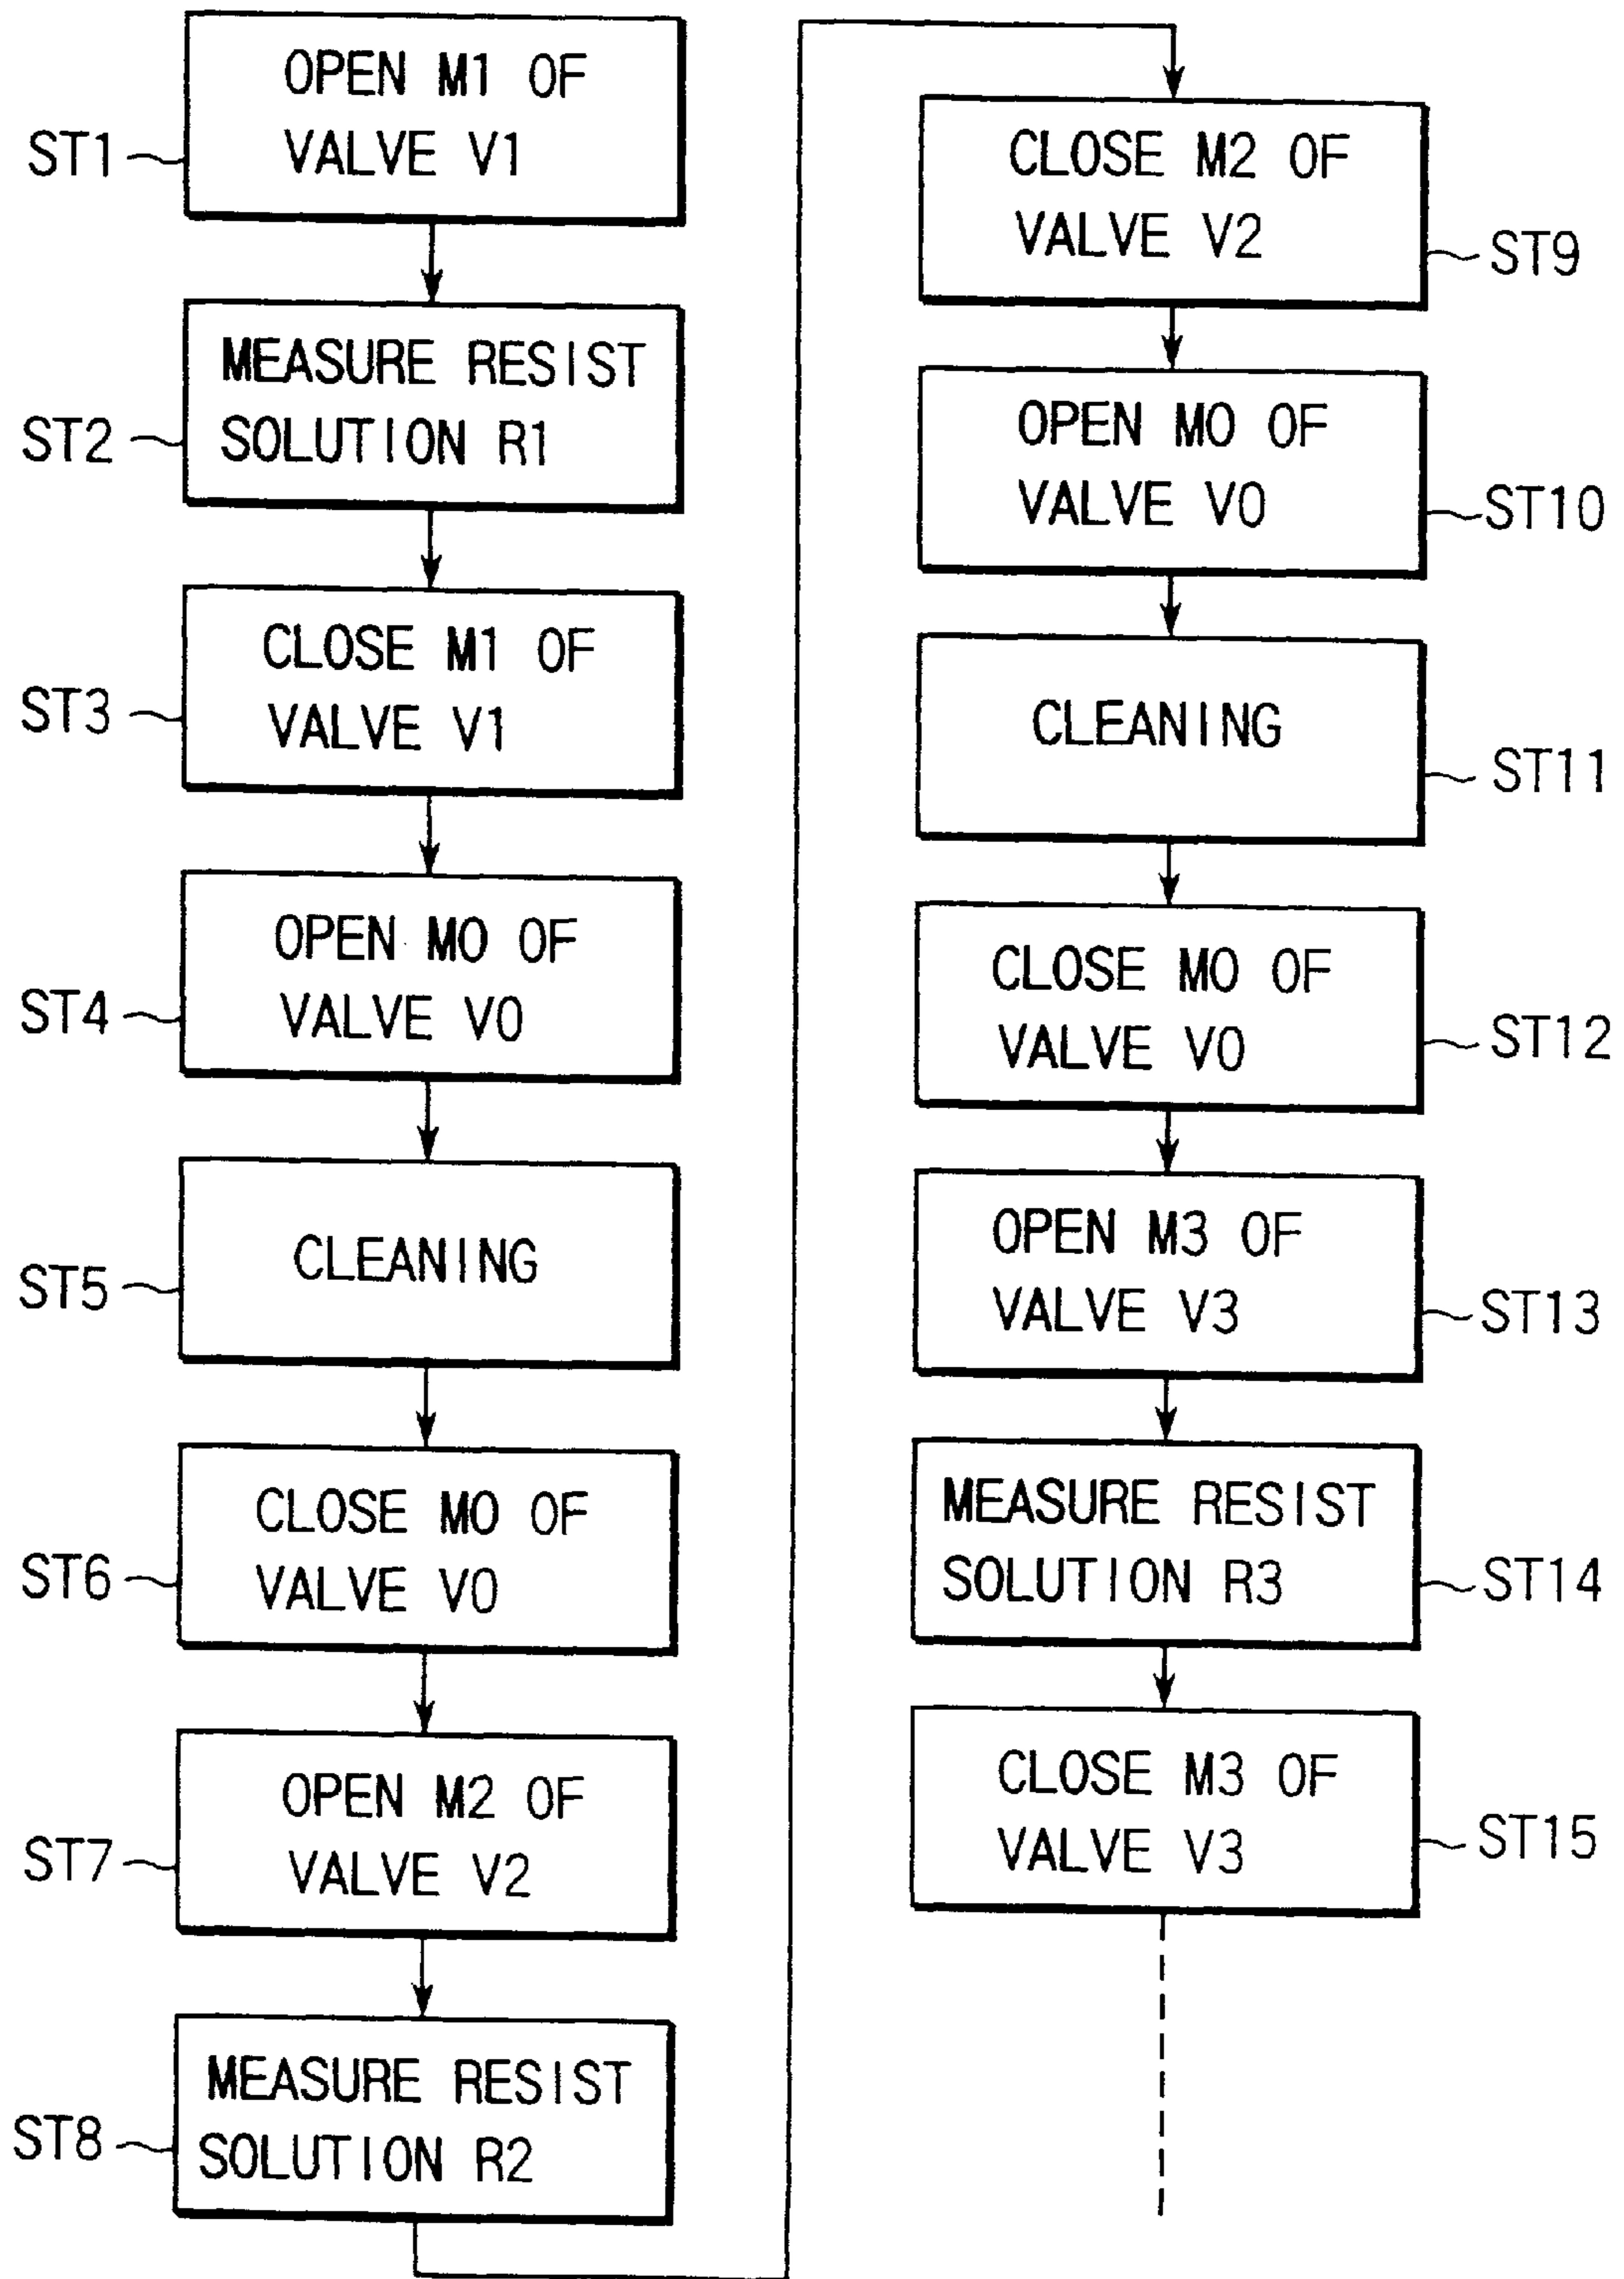 OPEN M1 OF
VALVE V1
ST1
MEASURE RESIST
SOLUTION R1
ST2
CLOSE M1 OF
VALVE V1
ST3
OPEN M0 OF
VALVE V0
ST4
CLEANING
ST5
CLOSE M0 OF
VALVE V0
ST6
OPEN M2 OF
VALVE V2
ST7
MEASURE RESIST
SOLUTION R2
ST8
CLOSE M2 OF
VALVE V2
ST9
OPEN M0 OF
VALVE V0
ST10
CLEANING
ST11
CLOSE M0 OF
VALVE V0
ST12
OPEN M3 OF
VALVE V3
ST13
MEASURE RESIST
SOLUTION R3
ST14
CLOSE M3 OF
VALVE V3
ST15